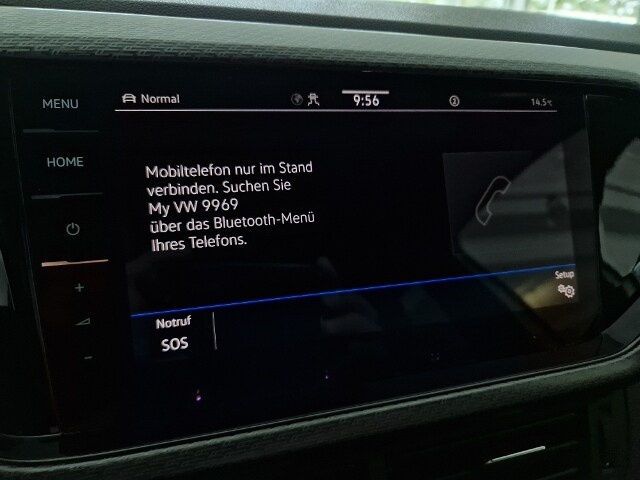 MENU
Normal
9:56
2
14.5°C
HOME
Mobiltelefon nur im Stand
verbinden. Suchen Sie
My VW 9969
über das Bluetooth-Menü
Ihres Telefons.
Setup
Notruf
SOS
+
-